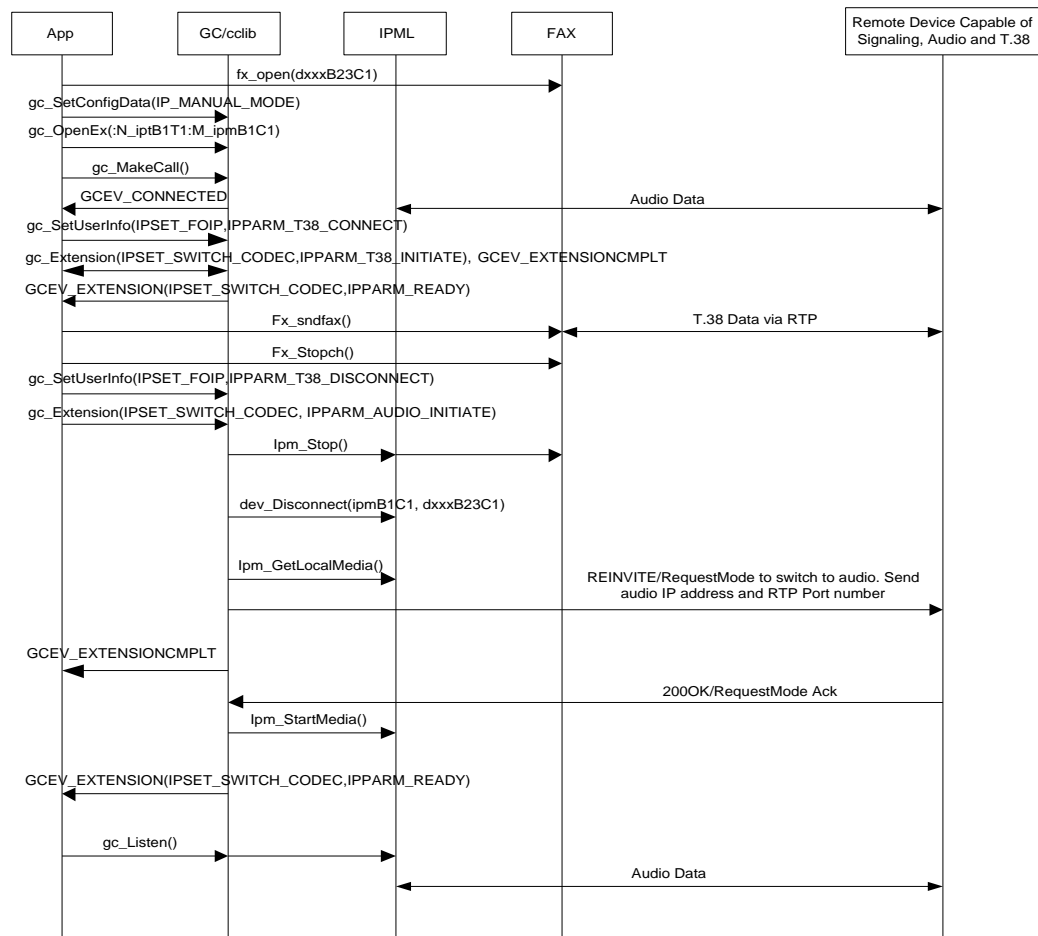 App
GC/cclib
IPML
FAX
Remote Device Capable of
Signaling, Audio and T.38
fx_open(dxxxB23C1)
gc_SetConfigData(IP_MANUAL_MODE)
gc_OpenEx(:N_iptB1T1:M_ipmB1C1)
gc_MakeCall()
GCEV_CONNECTED
Audio Data
gc_SetUserInfo(IPSET_FOIP,IPPARM_T38_CONNECT)
gc_Extension(IPSET_SWITCH_CODEC,IPPARM_T38_INITIATE), GCEV_EXTENSIONCMPLT
GCEV_EXTENSION(IPSET_SWITCH_CODEC,IPPARM_READY)
Fx_sndfax()
T.38 Data via RTP
Fx_Stopch()
gc_SetUserInfo(IPSET_FOIP,IPPARM_T38_DISCONNECT)
gc_Extension(IPSET_SWITCH_CODEC, IPPARM_AUDIO_INITIATE)
Ipm_Stop()
dev_Disconnect(ipmB1C1, dxxxB23C1)
Ipm_GetLocalMedia()
REINVITE/RequestMode to switch to audio. Send
audio IP address and RTP Port number
GCEV_EXTENSIONCMPLT
200OK/RequestMode Ack
Ipm_StartMedia()
GCEV_EXTENSION(IPSET_SWITCH_CODEC,IPPARM_READY)
gc_Listen()
Audio Data